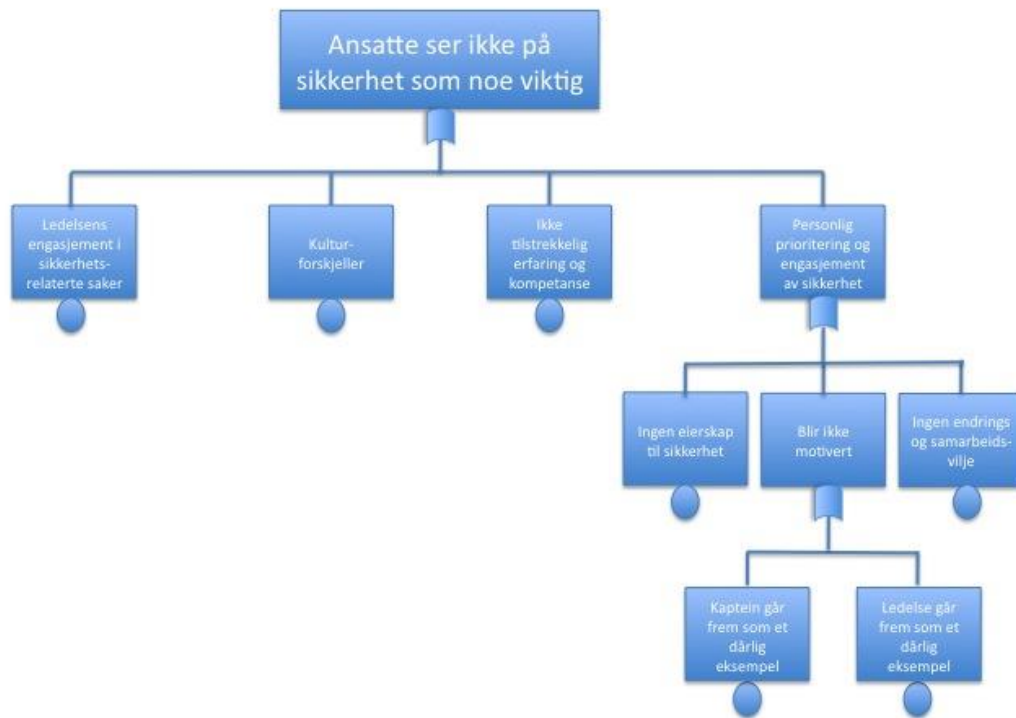 Ansatte ser ikke på
sikkerhet som noe viktig
Ledelsens
engasjement i
sikkerhets-
relaterte saker
Kultur-
forskjeller
Ikke
tilstrekkelig
erfaring og
kompetanse
Personlig
prioritering og
engasjement
av sikkerhet
Ingen eierskap
til sikkerhet
Blir ikke
motivert
Ingen endrings
og samarbeids-
vilje
Kaptein går
frem som et
dårlig
eksempel
Ledelse går
frem som et
dårlig
eksempel